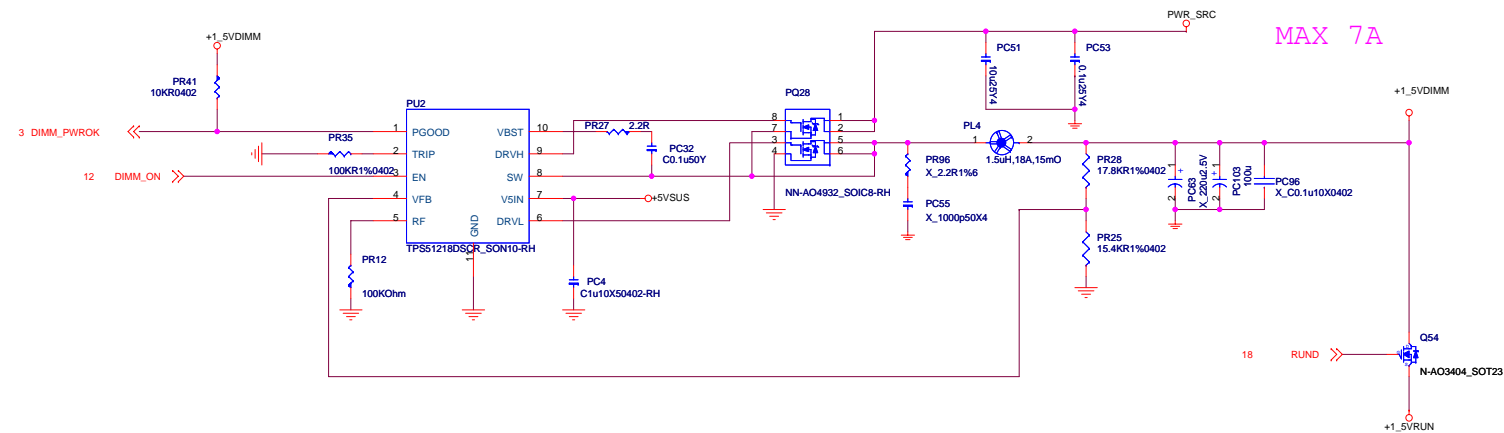 PWR_SRC
MAX 7A
+1_5VDIMM
PR41
10KR0402
3 DIMM_PWROK
PR35
100KR1%0402
12 DIMM_ON
PU2
1 PGOOD
2 TRIP
3 EN
4 VFB
5 RF
VBST 10
DRVH 9
SW 8
V5IN 7
DRVL 6
GND
11
TPS51218DSCR_SON10-RH
PR12
100KOhm
PR27 2.2R
PC32
C0.1u50Y
+5VSUS
PC4
C1u10X50402-RH
PQ28
8
7
3
4
1
2
5
6
NN-AO4932_SOIC8-RH
PC51
10u25Y4
PC53
0.1u25Y4
PR96
X_2.2R1%6
PC55
X_1000p50X4
PL4
1 2
1.5uH,18A,15mO
PR28
17.8KR1%0402
PR25
15.4KR1%0402
+1_5VDIMM
1
+
2
PC63
X_220u2.5V
1
+
2
PC103
100u
PC96
X_C0.1u10X0402
18 RUND
Q54
N-AO3404_SOT23
+1_5VRUN